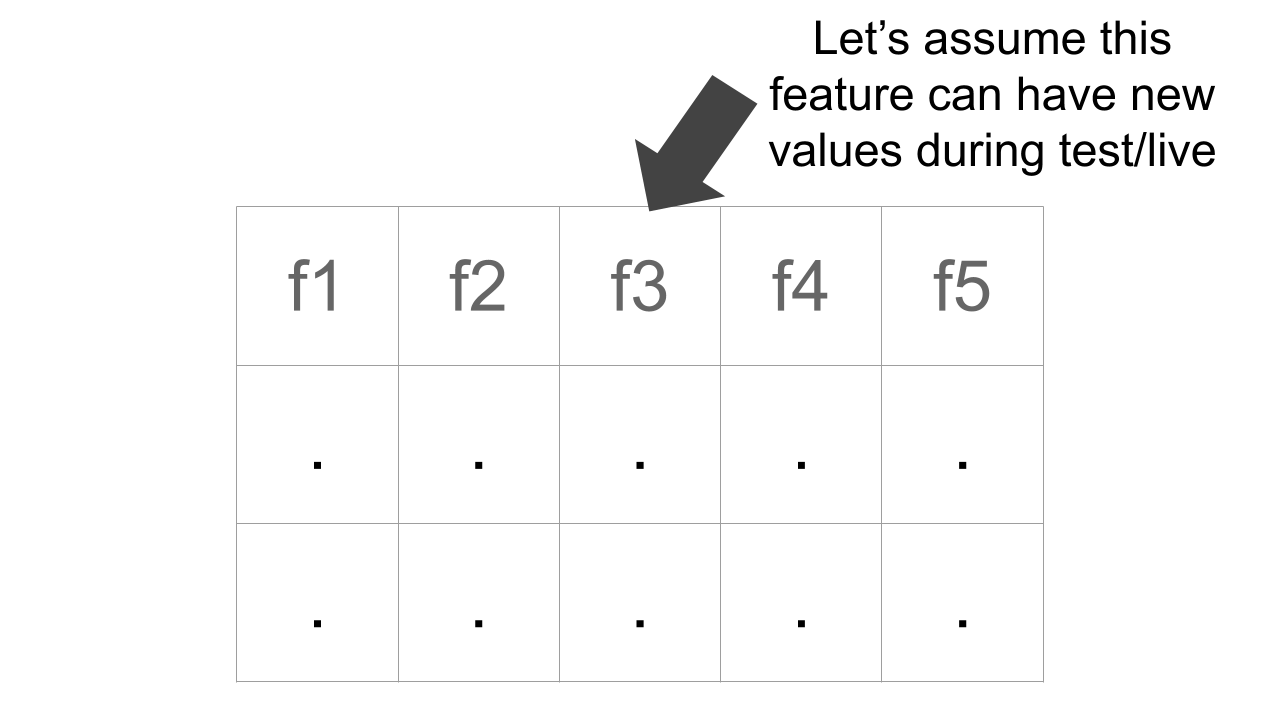 Let’s assume this
feature can have new
values during test/live
f1 f2 f3 f4 f5
. . . . .
. . . . .